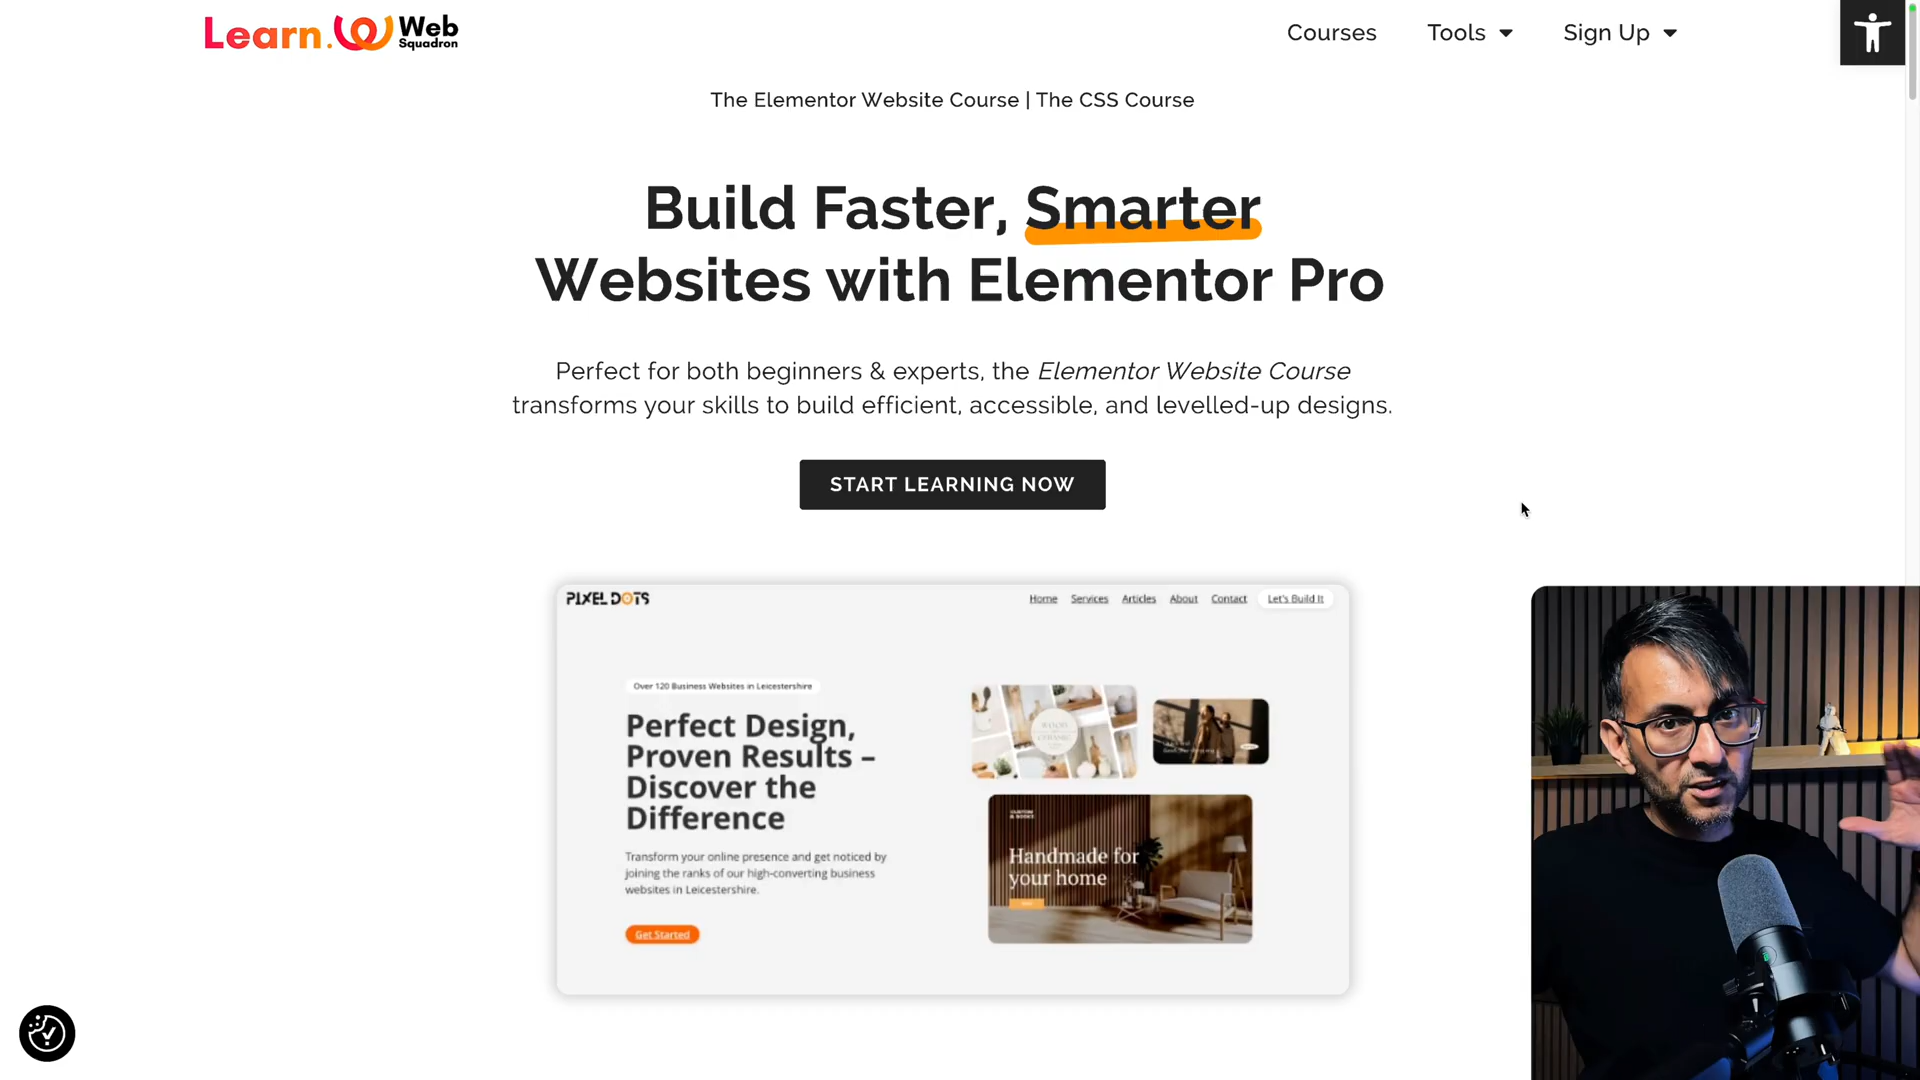 Learn. Web Squadron
Courses
Tools
Sign Up
The Elementor Website Course | The CSS Course
Build Faster, Smarter
Websites with Elementor Pro
Perfect for both beginners & experts, the Elementor Website Course
transforms your skills to build efficient, accessible, and levelled-up designs.
START LEARNING NOW
PIXEL DOTS
Home
Services
Articles
About
Contact
Let's Build It
Over 120 Business Websites in Leicestershire
Perfect Design,
Proven Results –
Discover the
Difference
Transform your online presence and get noticed by
joining the ranks of our high-converting business
websites in Leicestershire.
Get Started
Handmade for
your home